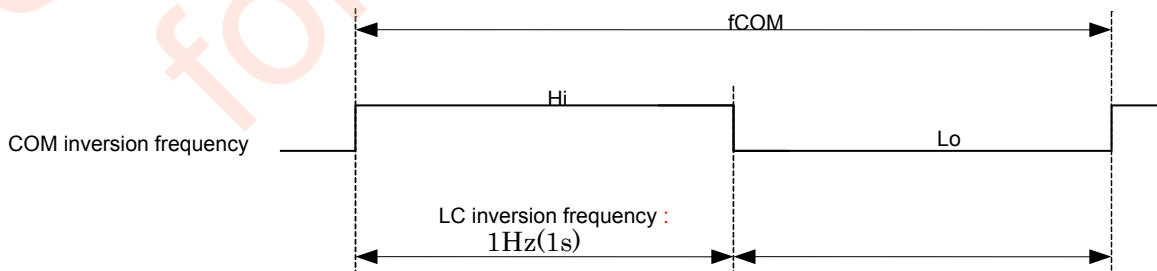 fCOM
Hi
COM inversion frequency
Lo
LC inversion frequency :
1Hz(1s)